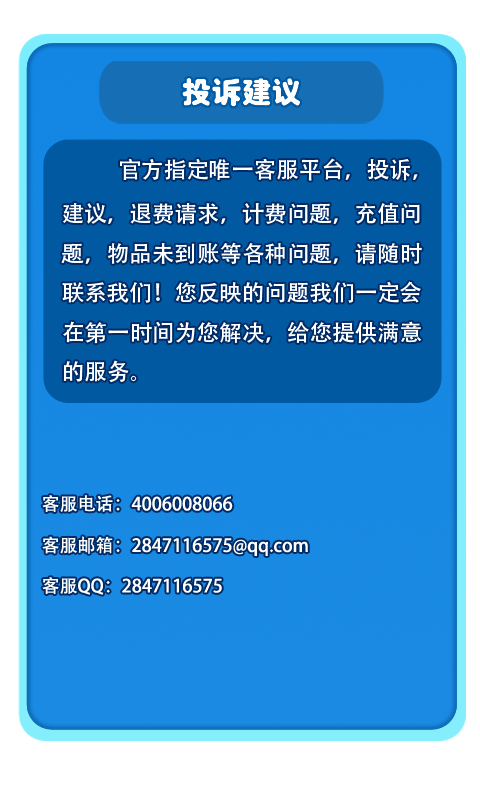 投诉建议
官方指定唯一客服平台，投诉，
建议，退费请求，计费问题，充值问
题，物品未到账等各种问题，请随时
联系我们！您反映的问题我们一定会
在第一时间为您解决，给您提供满意
的服务。
客服电话：4006008066
客服邮箱：2847116575@qq.com
客服QQ：2847116575